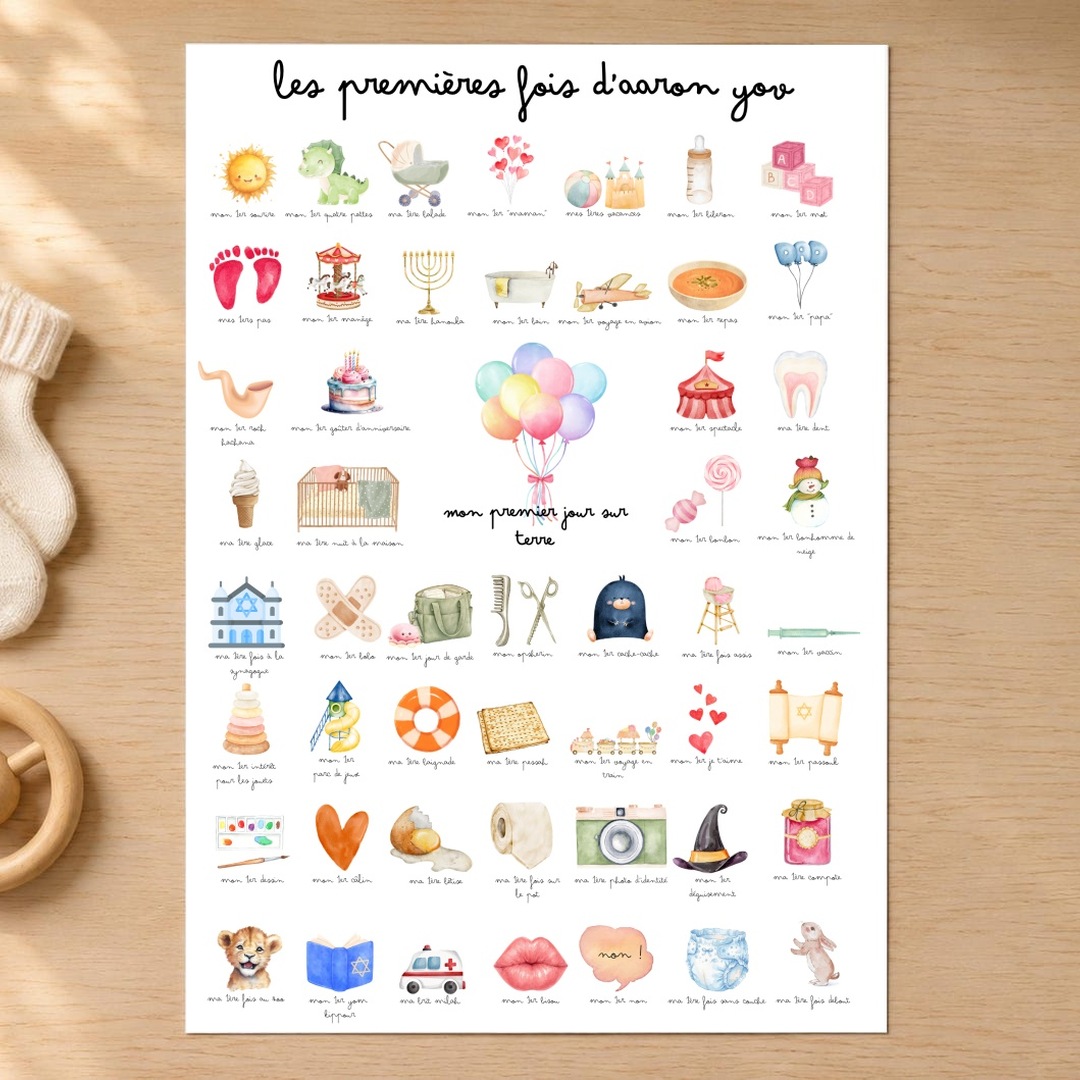 les premières fois d'aaron yov
mon 1er sourire
mon 1er quatre pattes
ma 1ère balade
mon 1er "maman"
mes 1ères vacances
mon 1er biberon
mon 1er mot
A
B
mes 1ers pas
mon 1er manège
ma 1ère hanouka
mon 1er bain
mon 1er voyage en avion
mon 1er repas
DAD
mon 1er "papa"
mon 1er roch
hachana
mon 1er goûter d'anniversaire
mon 1er spectacle
ma 1ère dent
ma 1ère glace
ma 1ère nuit à la maison
mon premier jour sur
terre
mon 1er bonbon
mon 1er bonhomme de
neige
ma 1ère fois à la
synagogue
mon 1er bobo
mon 1er jour de garde
mon opsherin
mon 1er cache-cache
ma 1ère fois assis
mon 1er vaccin
mon 1er intérêt
pour les jouets
mon 1er
parc de jeux
ma 1ère baignade
ma 1ère pessah
mon 1er voyage en
train
mon 1er je t'aime
mon 1er passouk
mon 1er dessin
mon 1er câlin
ma 1ère bêtise
ma 1ère fois sur
le pot
ma 1ère photo d'identité
mon 1er
déguisement
ma 1ère compote
ma 1ère fois au zoo
mon 1er yom
kippour
ma brit milah
mon 1er bisou
non !
mon 1er non
ma 1ère fois sans couche
ma 1ère fois debout